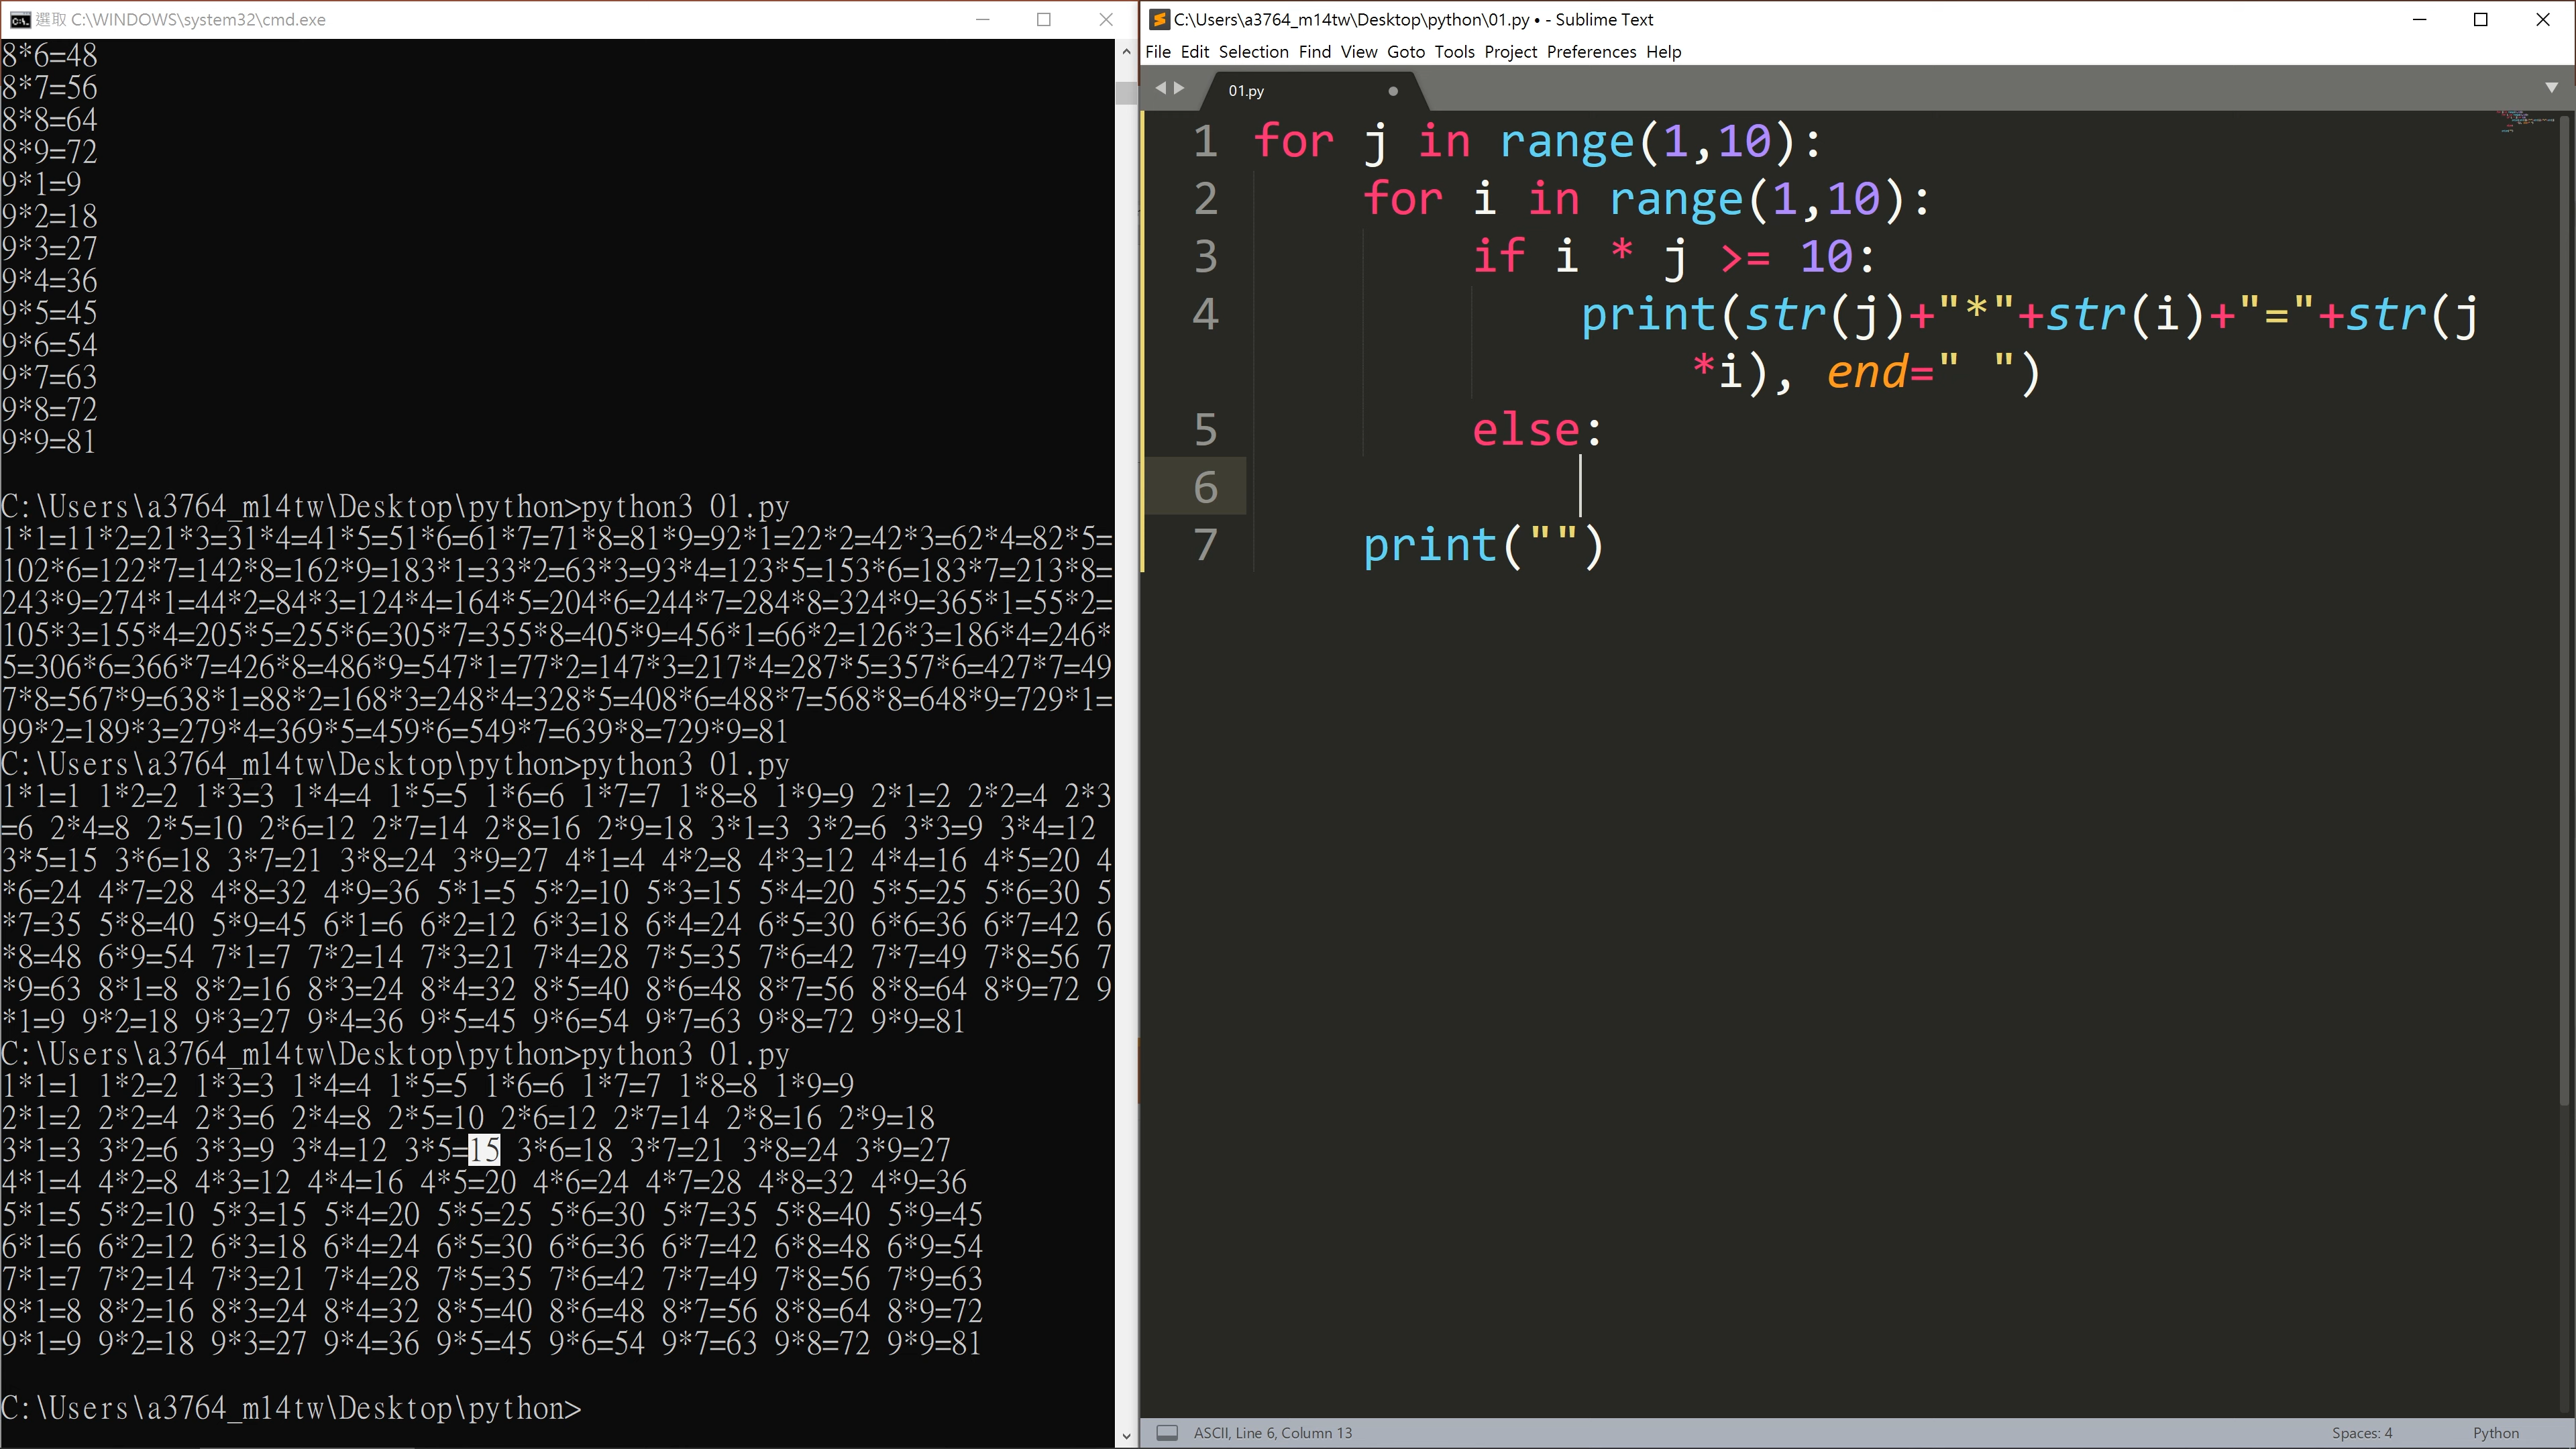 選取 C:\WINDOWS\system32\cmd.exe
8*6=48
8*7=56
8*8=64
8*9=72
9*1=9
9*2=18
9*3=27
9*4=36
9*5=45
9*6=54
9*7=63
9*8=72
9*9=81
C:\Users\a3764_m14tw\Desktop\python>python3 01.py
1*1=11*2=21*3=31*4=41*5=51*6=61*7=71*8=81*9=92*1=22*2=42*3=62*4=82*5=
102*6=122*7=142*8=162*9=183*1=33*2=63*3=93*4=123*5=153*6=183*7=213*8=
243*9=274*1=44*2=84*3=124*4=164*5=204*6=244*7=284*8=324*9=365*1=55*2=
105*3=155*4=205*5=255*6=305*7=355*8=405*9=456*1=66*2=126*3=186*4=246*
5=306*6=366*7=426*8=486*9=547*1=77*2=147*3=217*4=287*5=357*6=427*7=49
7*8=567*9=638*1=88*2=168*3=248*4=328*5=408*6=488*7=568*8=648*9=729*1=
99*2=189*3=279*4=369*5=459*6=549*7=639*8=729*9=81
C:\Users\a3764_m14tw\Desktop\python>python3 01.py
1*1=1 1*2=2 1*3=3 1*4=4 1*5=5 1*6=6 1*7=7 1*8=8 1*9=9 2*1=2 2*2=4 2*3
=6 2*4=8 2*5=10 2*6=12 2*7=14 2*8=16 2*9=18 3*1=3 3*2=6 3*3=9 3*4=12
3*5=15 3*6=18 3*7=21 3*8=24 3*9=27 4*1=4 4*2=8 4*3=12 4*4=16 4*5=20 4
*6=24 4*7=28 4*8=32 4*9=36 5*1=5 5*2=10 5*3=15 5*4=20 5*5=25 5*6=30 5
*7=35 5*8=40 5*9=45 6*1=6 6*2=12 6*3=18 6*4=24 6*5=30 6*6=36 6*7=42 6
*8=48 6*9=54 7*1=7 7*2=14 7*3=21 7*4=28 7*5=35 7*6=42 7*7=49 7*8=56 7
*9=63 8*1=8 8*2=16 8*3=24 8*4=32 8*5=40 8*6=48 8*7=56 8*8=64 8*9=72 9
*1=9 9*2=18 9*3=27 9*4=36 9*5=45 9*6=54 9*7=63 9*8=72 9*9=81
C:\Users\a3764_m14tw\Desktop\python>python3 01.py
1*1=1 1*2=2 1*3=3 1*4=4 1*5=5 1*6=6 1*7=7 1*8=8 1*9=9
2*1=2 2*2=4 2*3=6 2*4=8 2*5=10 2*6=12 2*7=14 2*8=16 2*9=18
3*1=3 3*2=6 3*3=9 3*4=12 3*5=15 3*6=18 3*7=21 3*8=24 3*9=27
4*1=4 4*2=8 4*3=12 4*4=16 4*5=20 4*6=24 4*7=28 4*8=32 4*9=36
5*1=5 5*2=10 5*3=15 5*4=20 5*5=25 5*6=30 5*7=35 5*8=40 5*9=45
6*1=6 6*2=12 6*3=18 6*4=24 6*5=30 6*6=36 6*7=42 6*8=48 6*9=54
7*1=7 7*2=14 7*3=21 7*4=28 7*5=35 7*6=42 7*7=49 7*8=56 7*9=63
8*1=8 8*2=16 8*3=24 8*4=32 8*5=40 8*6=48 8*7=56 8*8=64 8*9=72
9*1=9 9*2=18 9*3=27 9*4=36 9*5=45 9*6=54 9*7=63 9*8=72 9*9=81
C:\Users\a3764_m14tw\Desktop\python>
C:\Users\a3764_m14tw\Desktop\python\01.py • - Sublime Text
File Edit Selection Find View Goto Tools Project Preferences Help
01.py
1 for j in range(1,10):
2 for i in range(1,10):
3 if i * j >= 10:
4 print(str(j)+"*"+str(i)+"="+str(j
*i), end=" ")
5 else:
6
7 print("")
ASCII, Line 6, Column 13
Spaces: 4
Python